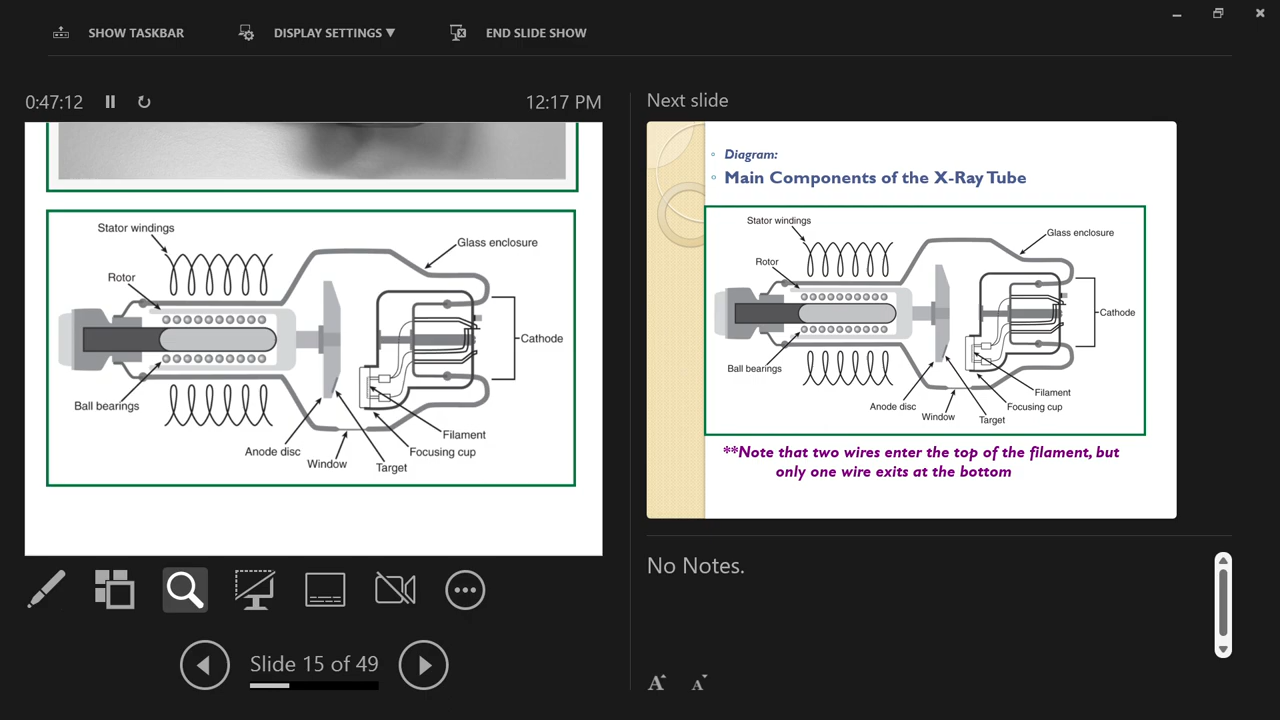 SHOW TASKBAR
DISPLAY SETTINGS ▼
END SLIDE SHOW
0:47:12
12:17 PM
Stator windings
Glass enclosure
Rotor
Cathode
Ball bearings
Filament
Anode disc
Focusing cup
Window
Target
Slide 15 of 49
Next slide
Diagram:
Main Components of the X-Ray Tube
Stator windings
Glass enclosure
Rotor
Cathode
Ball bearings
Filament
Anode disc
Focusing cup
Window
Target
**Note that two wires enter the top of the filament, but
only one wire exits at the bottom
No Notes.
A A